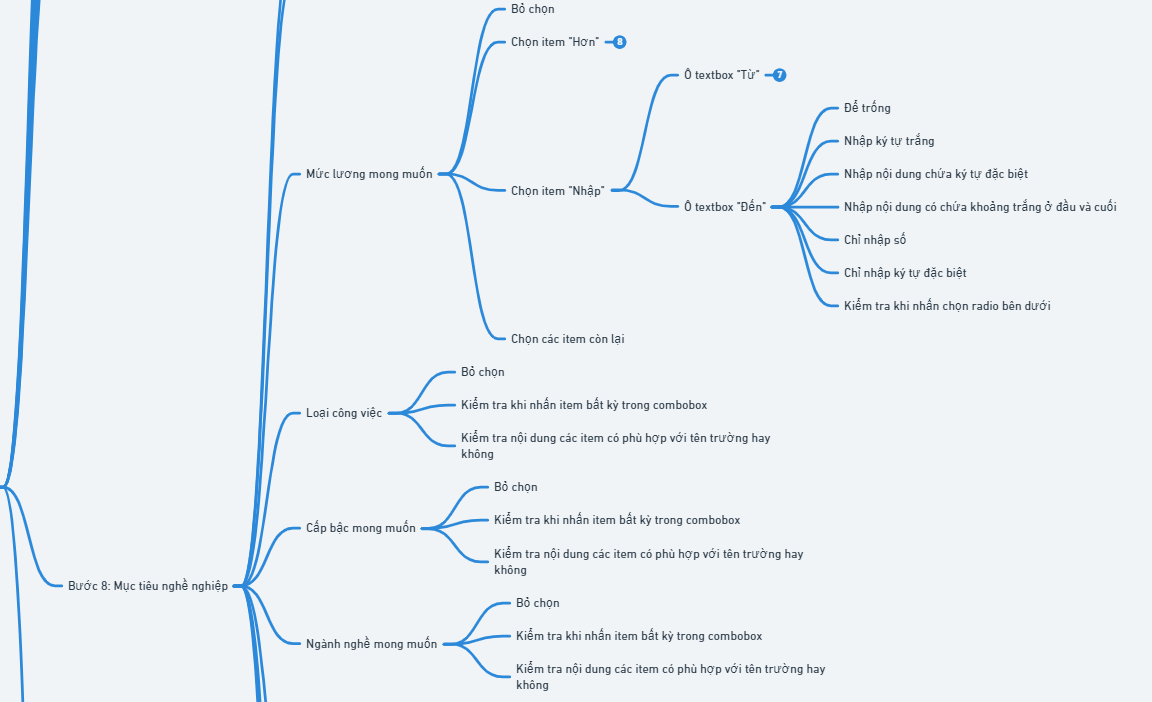 Bỏ chọn
Chọn item "Hơn"
8
Ô textbox "Từ"
7
Để trống
Nhập ký tự trắng
Mức lương mong muốn
Nhập nội dung chứa ký tự đặc biệt
Chọn item "Nhập"
Ô textbox "Đến"
Nhập nội dung có chứa khoảng trắng ở đầu và cuối
Chỉ nhập số
Chỉ nhập ký tự đặc biệt
Kiểm tra khi nhấn chọn radio bên dưới
Chọn các item còn lại
Bỏ chọn
Loại công việc
Kiểm tra khi nhấn item bất kỳ trong combobox
Kiểm tra nội dung các item có phù hợp với tên trường hay
không
Bỏ chọn
Cấp bậc mong muốn
Kiểm tra khi nhấn item bất kỳ trong combobox
Kiểm tra nội dung các item có phù hợp với tên trường hay
không
Bước 8: Mục tiêu nghề nghiệp
Bỏ chọn
Ngành nghề mong muốn
Kiểm tra khi nhấn item bất kỳ trong combobox
Kiểm tra nội dung các item có phù hợp với tên trường hay
không